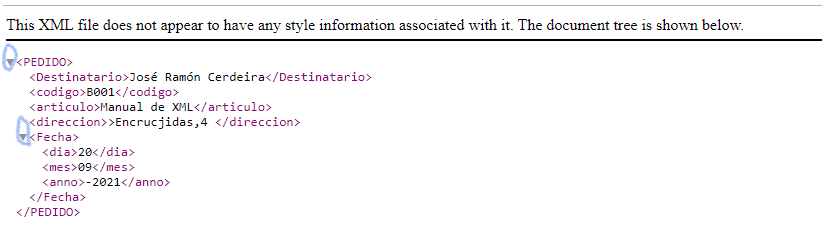 This XML file does not appear to have any style information associated with it. The document tree is shown below.
<PEDIDO>
<Destinatario>José Ramón Cerdeira</Destinatario>
<codigo>B001</codigo>
<articulo>Manual de XML</articulo>
<direccion>>Encrucjidas,4 </direccion>
<Fecha>
<dia>20</dia>
<mes>09</mes>
<anno>-2021</anno>
</Fecha>
</PEDIDO>